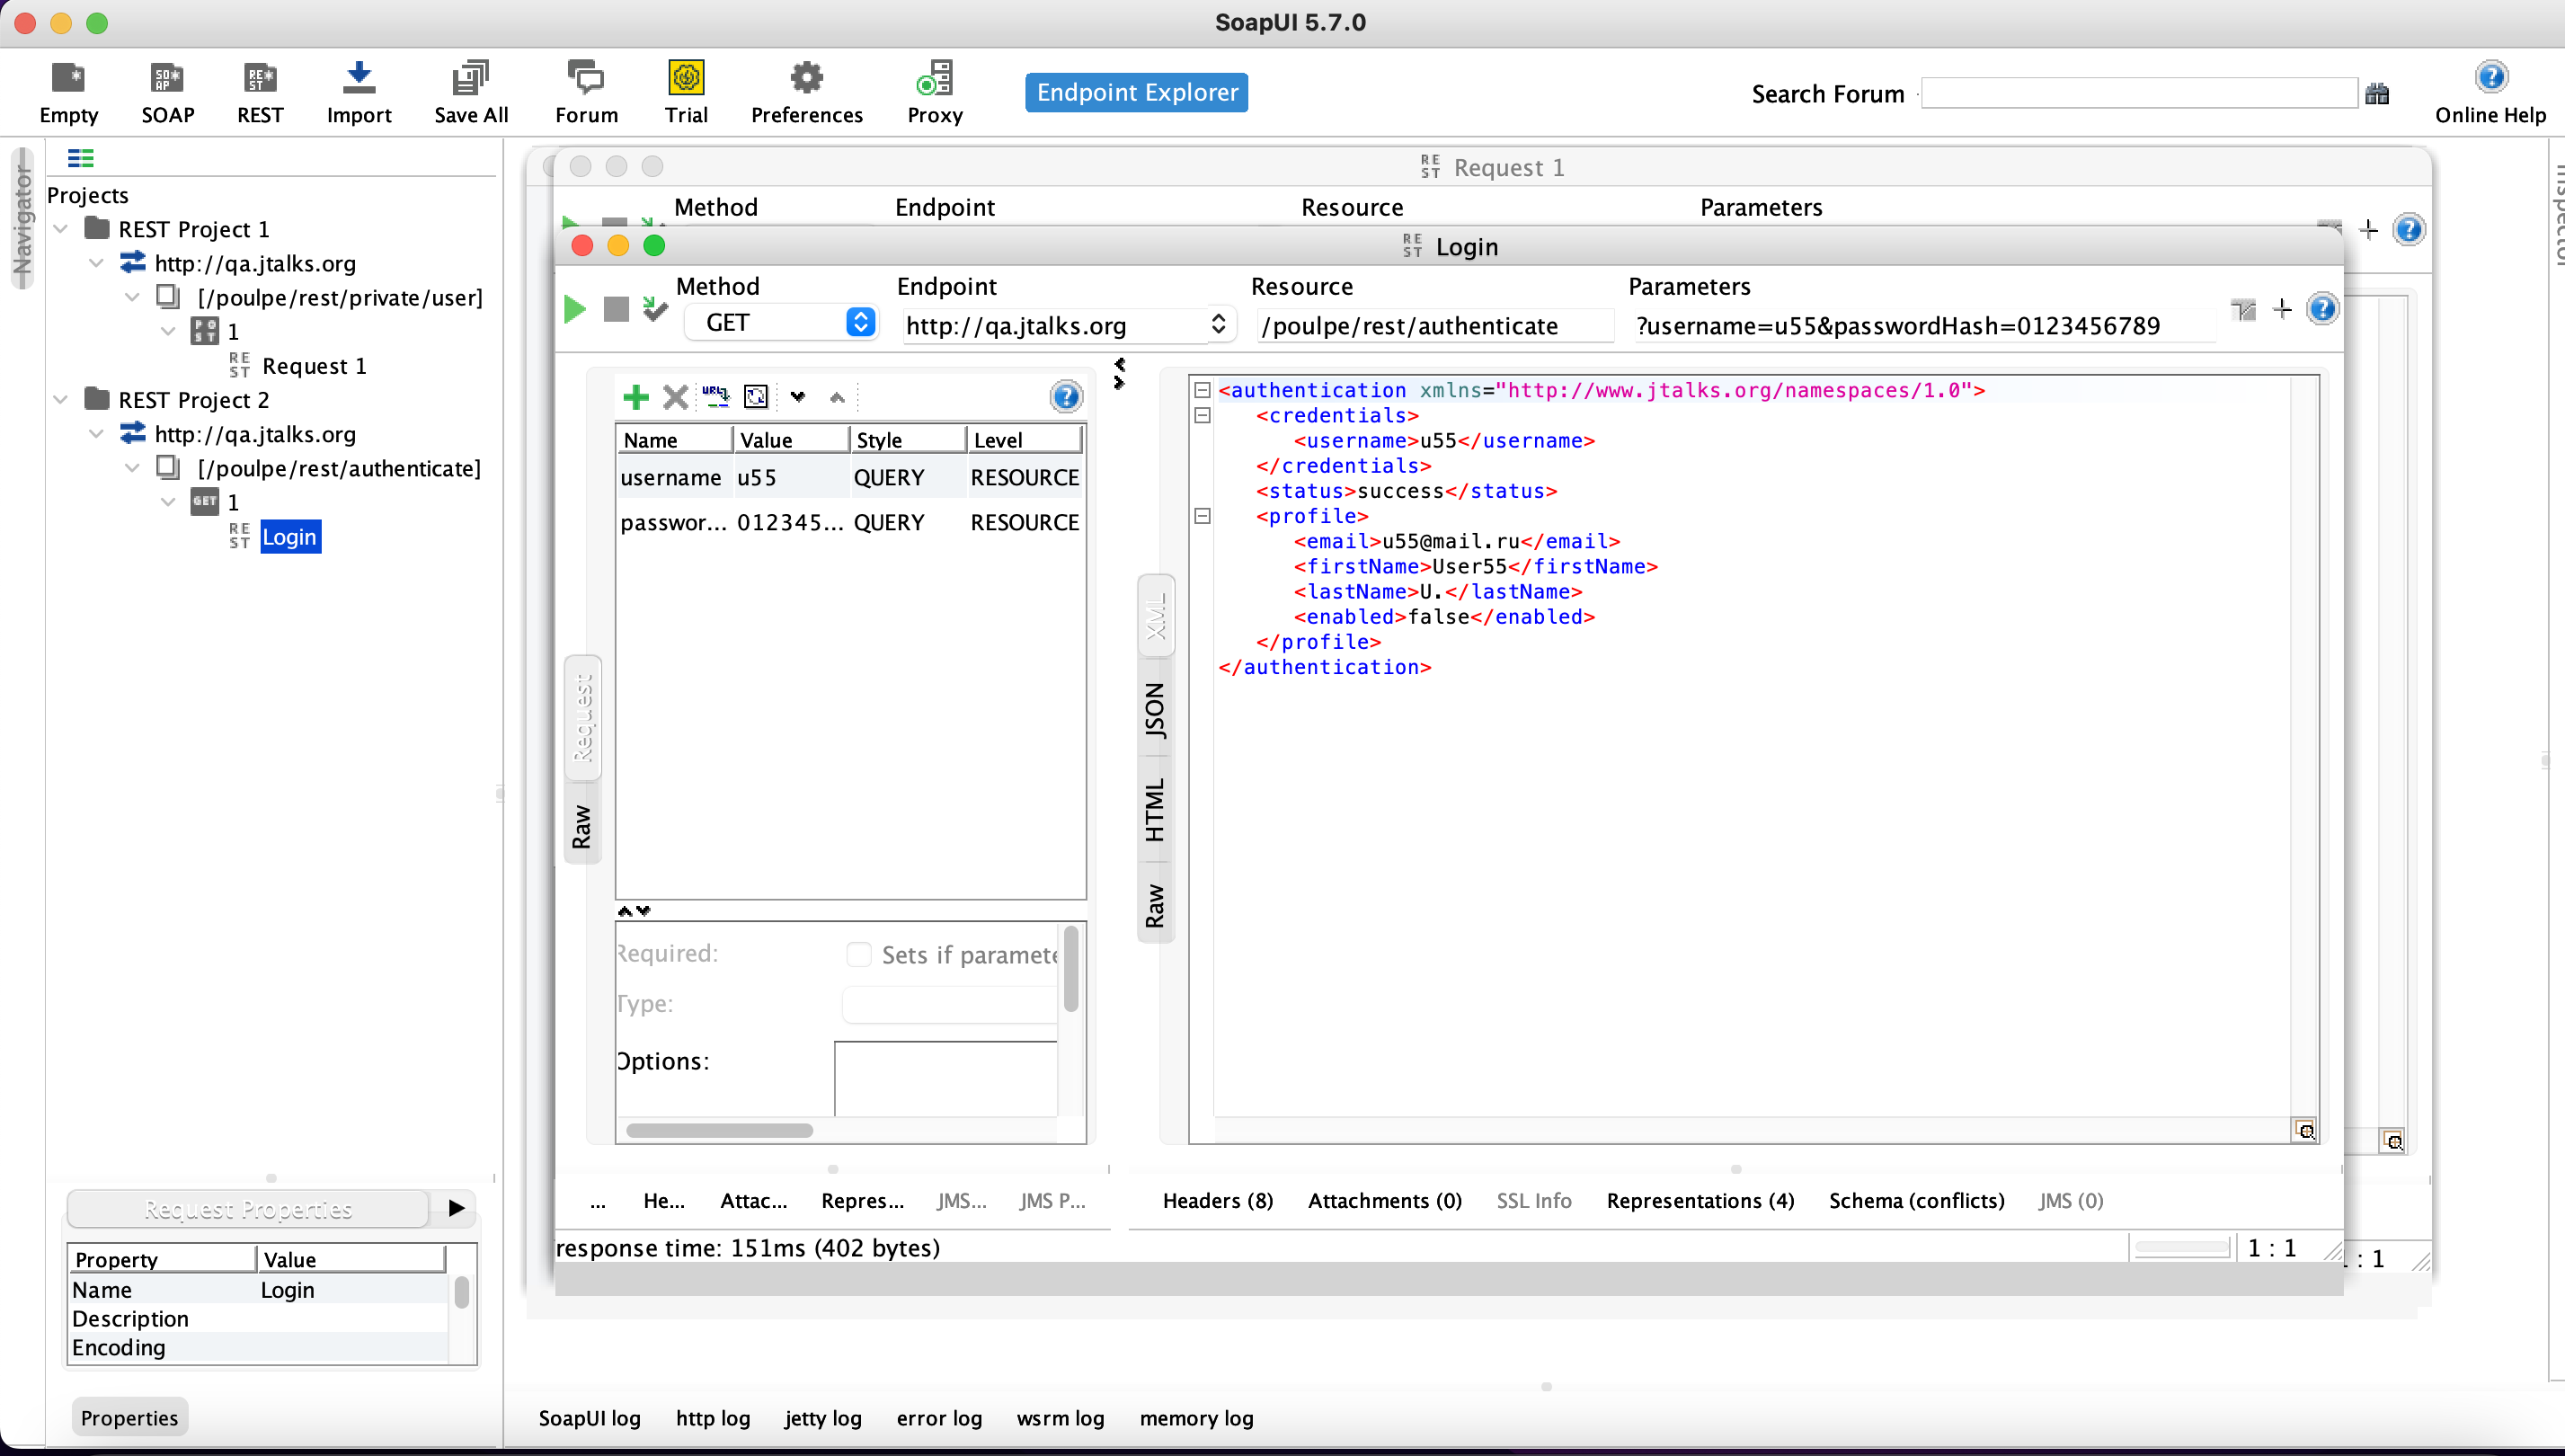 SoapUI 5.7.0
Empty SOAP REST Import Save All Forum Trial Preferences Proxy Endpoint Explorer Search Forum Online Help
Navigator
Projects
REST Project 1
http://qa.jtalks.org
[/poulpe/rest/private/user]
POST 1
REST Request 1
REST Project 2
http://qa.jtalks.org
[/poulpe/rest/authenticate]
GET 1
REST Login
Request Properties
Property Value
Name Login
Description
Encoding
Properties
REST Request 1
Method Endpoint Resource Parameters
REST Login
Method Endpoint Resource Parameters
GET http://qa.jtalks.org /poulpe/rest/authenticate ?username=u55&passwordHash=0123456789
Request
Raw
Name Value Style Level
username u55 QUERY RESOURCE
passwor... 012345... QUERY RESOURCE
Required: Sets if paramete
Type:
Options:
XML
JSON
HTML
Raw
<authentication xmlns="http://www.jtalks.org/namespaces/1.0">
<credentials>
<username>u55</username>
</credentials>
<status>success</status>
<profile>
<email>u55@mail.ru</email>
<firstName>User55</firstName>
<lastName>U.</lastName>
<enabled>false</enabled>
</profile>
</authentication>
... He... Attac... Repres... JMS... JMS P...
Headers (8) Attachments (0) SSL Info Representations (4) Schema (conflicts) JMS (0)
response time: 151ms (402 bytes)
1 : 1
: 1
SoapUI log http log jetty log error log wsrm log memory log
Inspector